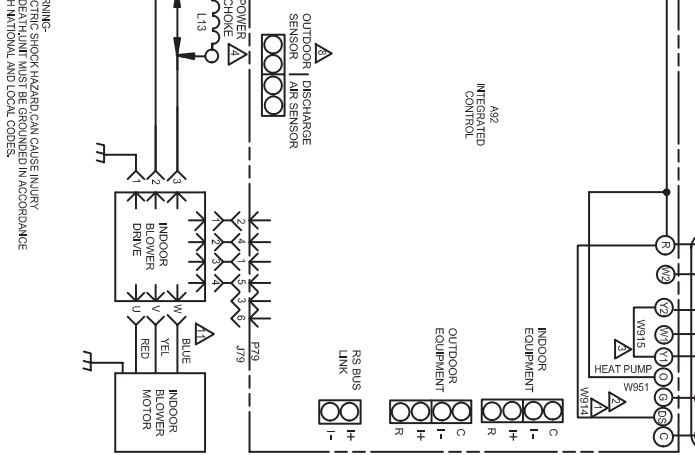 RNING-
CTRIC SHOCK HAZARD,CAN CAUSE INJURY
DEATH,UNIT MUST BE GROUNDED IN ACCORDANCE
H NATIONAL AND LOCAL CODES.
POWER
CHOKE
L13
4
8
OUTDOOR
SENSOR
DISCHARGE
AIR SENSOR
A92
INTEGRATED
CONTROL
1
2
3
INDOOR
BLOWER
DRIVE
1
2
3
4
2
4
1
5
3
6
P79
J79
U
V
W
11
RED
YEL
BLUE
INDOOR
BLOWER
MOTOR
RS BUS
LINK
I+
I-
OUTDOOR
EQUIPMENT
R
I+
I-
C
INDOOR
EQUIPMENT
R
I+
I-
C
R
W2
Y2
W1
Y1
O
G
DS
C
W915
3
HEAT PUMP
W951
2
W914
1